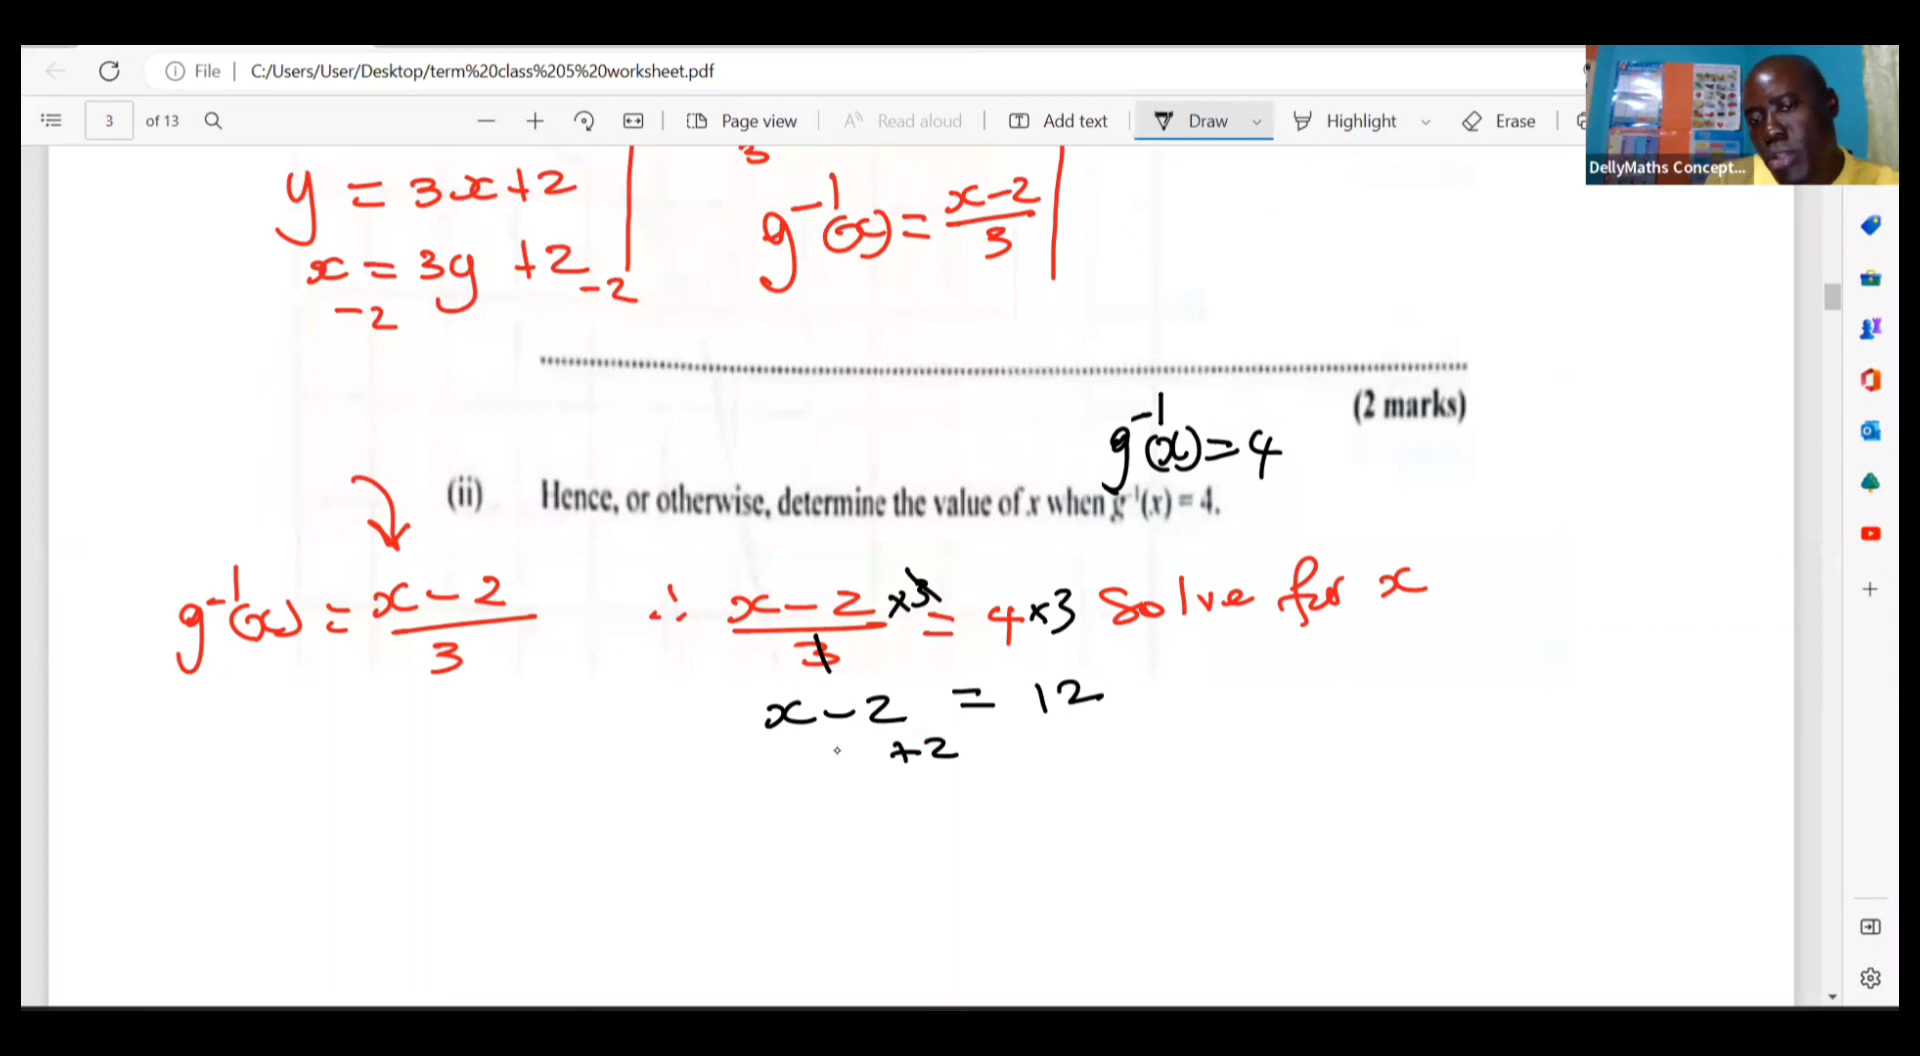 File | C:/Users/User/Desktop/term%20class%205%20worksheet.pdf
DellyMaths Concept...
3 of 13 Page view Read aloud Add text Draw Highlight Erase
3
y = 3x+2
x = 3y +2
-2 -2
g⁻¹(x) = x-2
3
(2 marks)
g⁻¹(x) = 4
(ii) Hence, or otherwise, determine the value of x when g⁻¹(x) = 4.
g⁻¹(x) = x-2
3
∴ x-2 ×3 = 4×3 Solve for x
3
x-2 = 12
+2